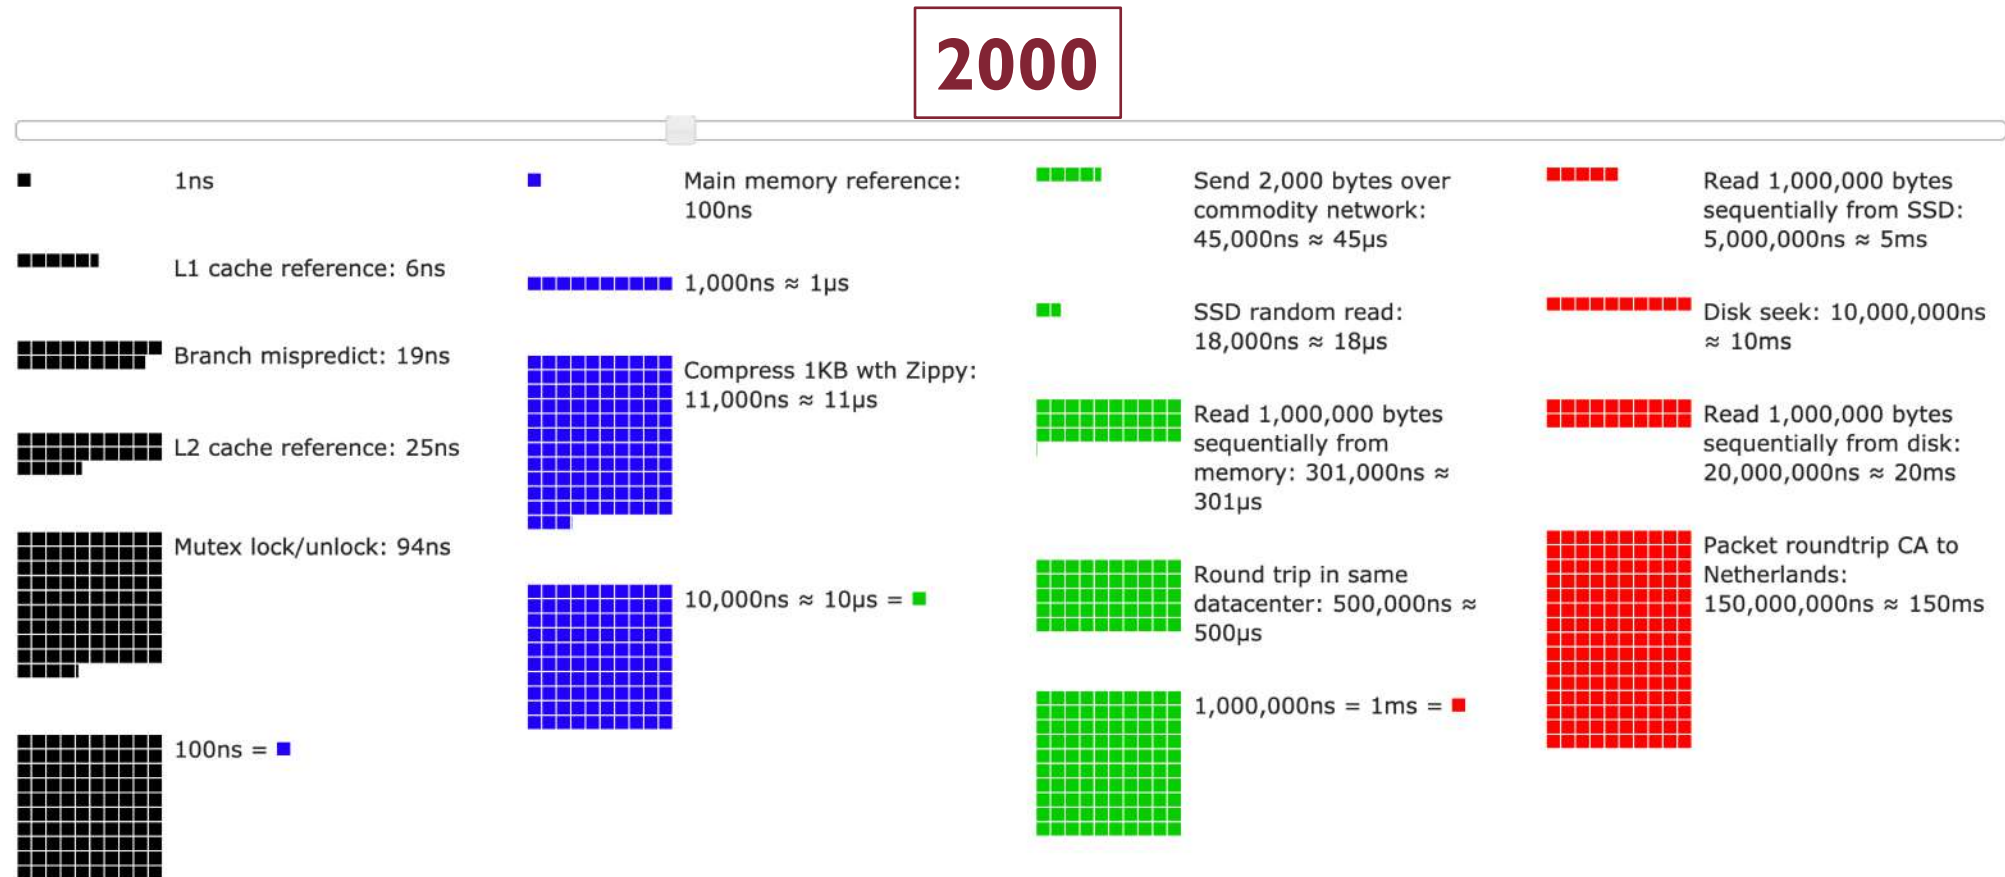 2000
1ns
L1 cache reference: 6ns
Branch mispredict: 19ns
L2 cache reference: 25ns
Mutex lock/unlock: 94ns
100ns =
Main memory reference:
100ns
1,000ns ≈ 1μs
Compress 1KB wth Zippy:
11,000ns ≈ 11μs
10,000ns ≈ 10μs =
Send 2,000 bytes over
commodity network:
45,000ns ≈ 45μs
SSD random read:
18,000ns ≈ 18μs
Read 1,000,000 bytes
sequentially from
memory: 301,000ns ≈
301μs
Round trip in same
datacenter: 500,000ns ≈
500μs
1,000,000ns = 1ms =
Read 1,000,000 bytes
sequentially from SSD:
5,000,000ns ≈ 5ms
Disk seek: 10,000,000ns
≈ 10ms
Read 1,000,000 bytes
sequentially from disk:
20,000,000ns ≈ 20ms
Packet roundtrip CA to
Netherlands:
150,000,000ns ≈ 150ms